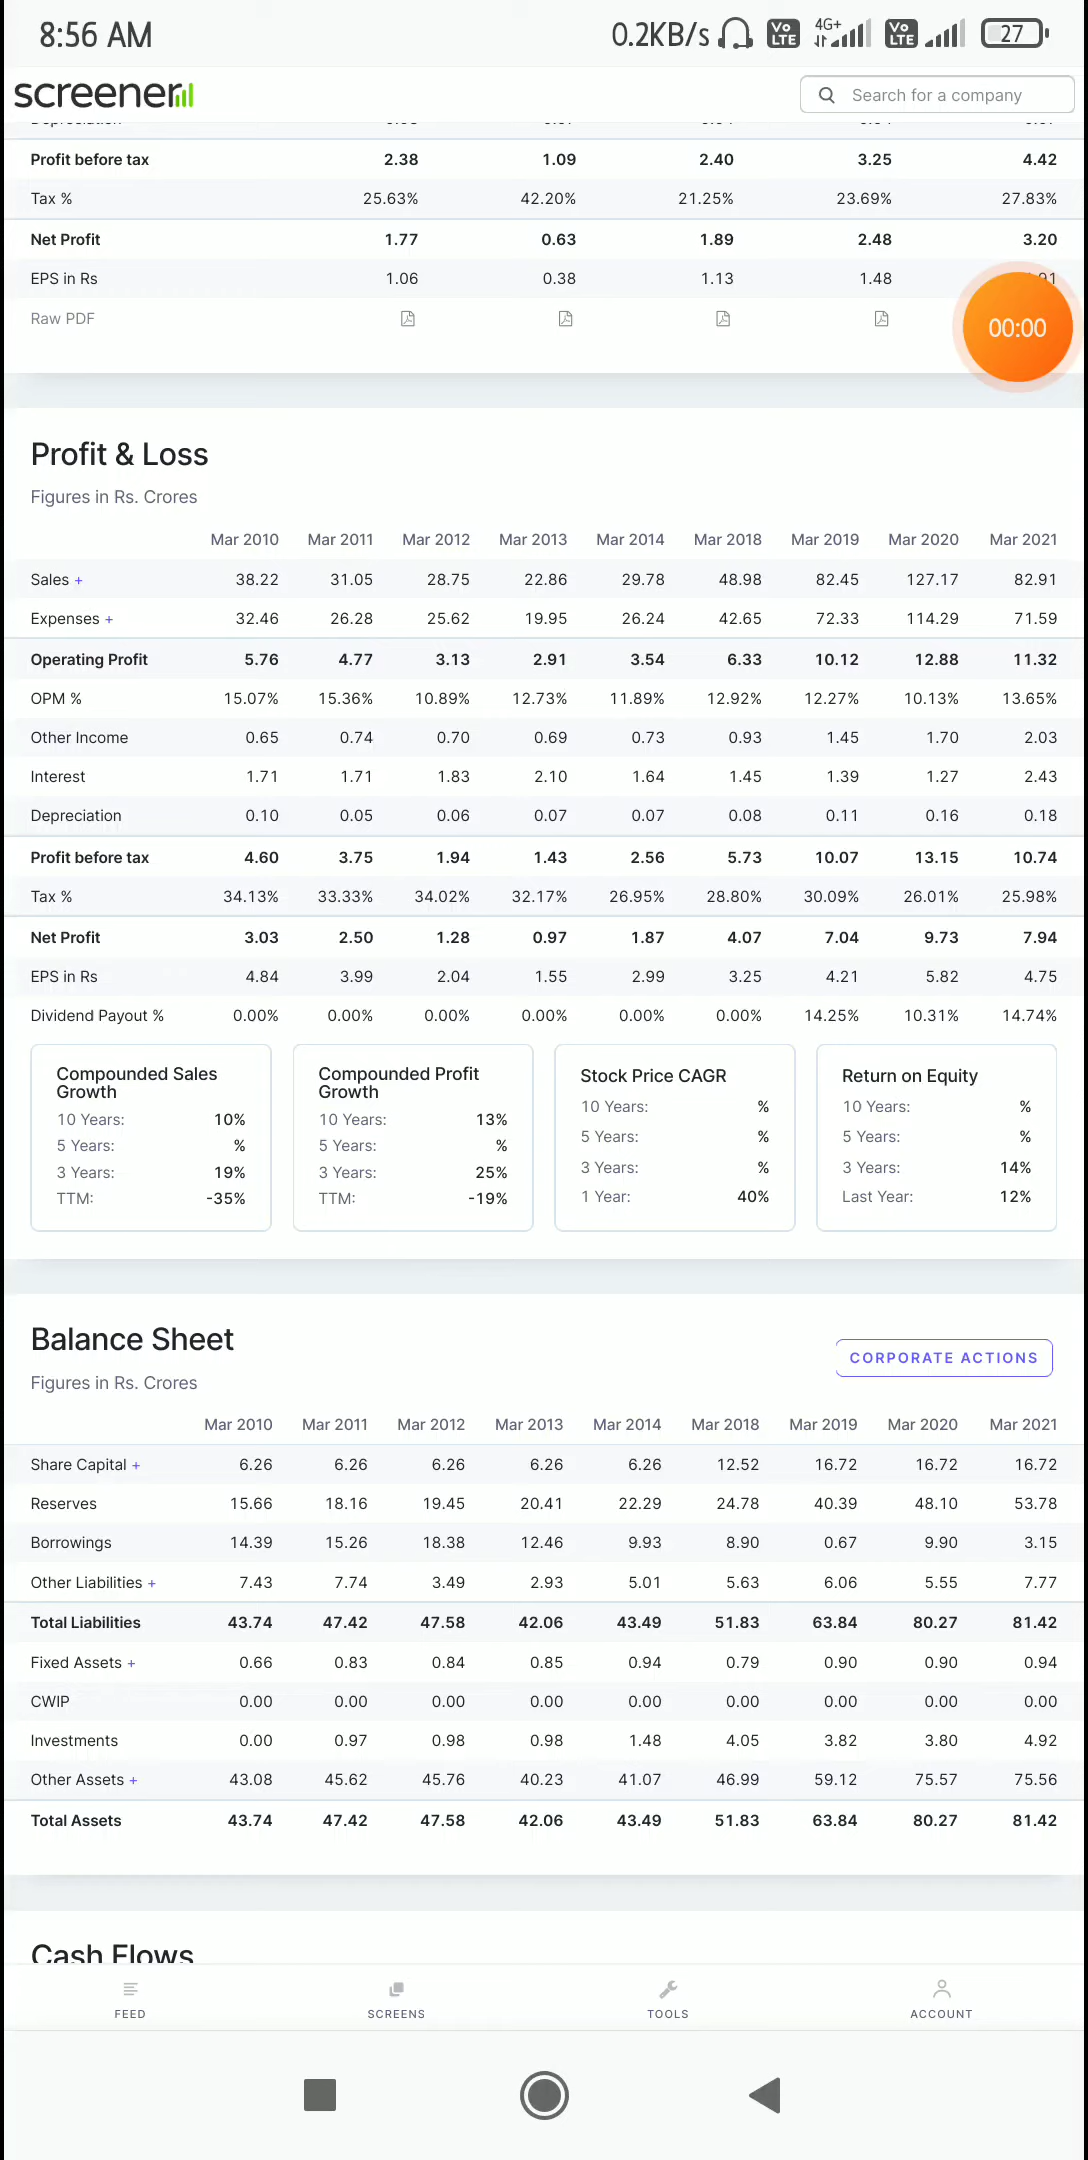 8:56 AM 0.2KB/s Vo LTE 4G+ Vo LTE 27
screener Search for a company
Profit before tax 2.38 1.09 2.40 3.25 4.42
Tax % 25.63% 42.20% 21.25% 23.69% 27.83%
Net Profit 1.77 0.63 1.89 2.48 3.20
EPS in Rs 1.06 0.38 1.13 1.48
Raw PDF
00:00
Profit & Loss
Figures in Rs. Crores
Mar 2010 Mar 2011 Mar 2012 Mar 2013 Mar 2014 Mar 2018 Mar 2019 Mar 2020 Mar 2021
Sales + 38.22 31.05 28.75 22.86 29.78 48.98 82.45 127.17 82.91
Expenses + 32.46 26.28 25.62 19.95 26.24 42.65 72.33 114.29 71.59
Operating Profit 5.76 4.77 3.13 2.91 3.54 6.33 10.12 12.88 11.32
OPM % 15.07% 15.36% 10.89% 12.73% 11.89% 12.92% 12.27% 10.13% 13.65%
Other Income 0.65 0.74 0.70 0.69 0.73 0.93 1.45 1.70 2.03
Interest 1.71 1.71 1.83 2.10 1.64 1.45 1.39 1.27 2.43
Depreciation 0.10 0.05 0.06 0.07 0.07 0.08 0.11 0.16 0.18
Profit before tax 4.60 3.75 1.94 1.43 2.56 5.73 10.07 13.15 10.74
Tax % 34.13% 33.33% 34.02% 32.17% 26.95% 28.80% 30.09% 26.01% 25.98%
Net Profit 3.03 2.50 1.28 0.97 1.87 4.07 7.04 9.73 7.94
EPS in Rs 4.84 3.99 2.04 1.55 2.99 3.25 4.21 5.82 4.75
Dividend Payout % 0.00% 0.00% 0.00% 0.00% 0.00% 0.00% 14.25% 10.31% 14.74%
Compounded Sales
Growth
10 Years: 10%
5 Years: %
3 Years: 19%
TTM: -35%
Compounded Profit
Growth
10 Years: 13%
5 Years: %
3 Years: 25%
TTM: -19%
Stock Price CAGR
10 Years: %
5 Years: %
3 Years: %
1 Year: 40%
Return on Equity
10 Years: %
5 Years: %
3 Years: 14%
Last Year: 12%
Balance Sheet
CORPORATE ACTIONS
Figures in Rs. Crores
Mar 2010 Mar 2011 Mar 2012 Mar 2013 Mar 2014 Mar 2018 Mar 2019 Mar 2020 Mar 2021
Share Capital + 6.26 6.26 6.26 6.26 6.26 12.52 16.72 16.72 16.72
Reserves 15.66 18.16 19.45 20.41 22.29 24.78 40.39 48.10 53.78
Borrowings 14.39 15.26 18.38 12.46 9.93 8.90 0.67 9.90 3.15
Other Liabilities + 7.43 7.74 3.49 2.93 5.01 5.63 6.06 5.55 7.77
Total Liabilities 43.74 47.42 47.58 42.06 43.49 51.83 63.84 80.27 81.42
Fixed Assets + 0.66 0.83 0.84 0.85 0.94 0.79 0.90 0.90 0.94
CWIP 0.00 0.00 0.00 0.00 0.00 0.00 0.00 0.00 0.00
Investments 0.00 0.97 0.98 0.98 1.48 4.05 3.82 3.80 4.92
Other Assets + 43.08 45.62 45.76 40.23 41.07 46.99 59.12 75.57 75.56
Total Assets 43.74 47.42 47.58 42.06 43.49 51.83 63.84 80.27 81.42
Cash Flows
FEED SCREENS TOOLS ACCOUNT